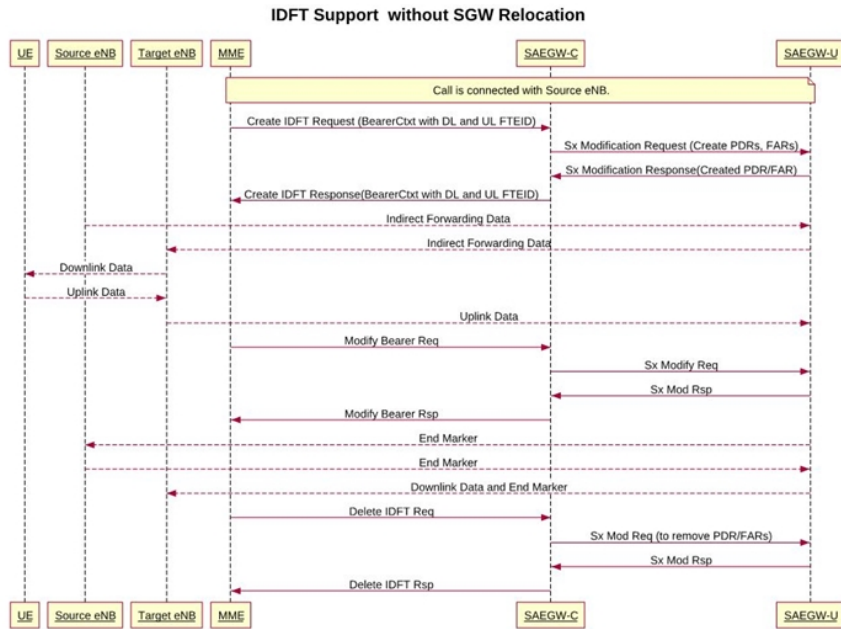 IDFT Support  without SGW Relocation
UE Source eNB Target eNB MME SAEGW-C SAEGW-U
Call is connected with Source eNB.
Create IDFT Request (BearerCtxt with DL and UL FTEID)
Sx Modification Request (Create PDRs, FARs)
Sx Modification Response(Created PDR/FAR)
Create IDFT Response(BearerCtxt with DL and UL FTEID)
Indirect Forwarding Data
Indirect Forwarding Data
Downlink Data
Uplink Data
Uplink Data
Modify Bearer Req
Sx Modify Req
Sx Mod Rsp
Modify Bearer Rsp
End Marker
End Marker
Downlink Data and End Marker
Delete IDFT Req
Sx Mod Req (to remove PDR/FARs)
Sx Mod Rsp
Delete IDFT Rsp
UE Source eNB Target eNB MME SAEGW-C SAEGW-U